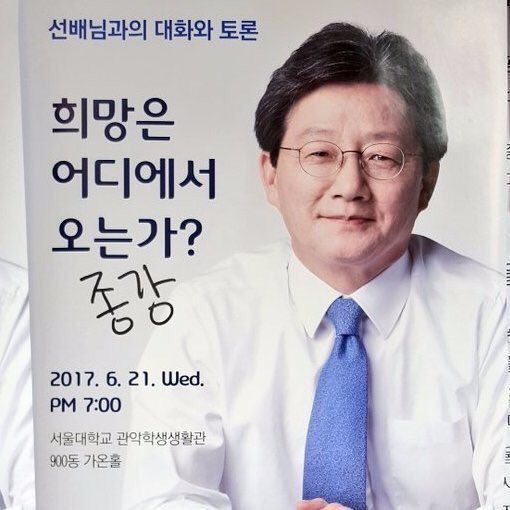 선배님과의 대화와 토론
희망은
어디에서
오는가?
종강
2017. 6. 21. Wed.
PM 7:00
서울대학교 관악학생생활관
900동 가온홀